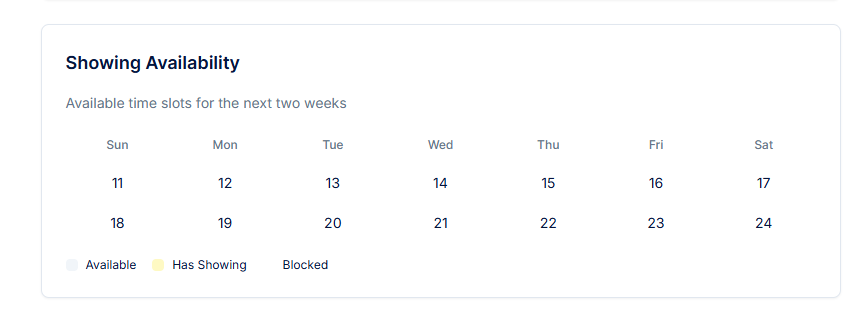 Showing Availability
Available time slots for the next two weeks
Sun Mon Tue Wed Thu Fri Sat
11 12 13 14 15 16 17
18 19 20 21 22 23 24
Available Has Showing Blocked